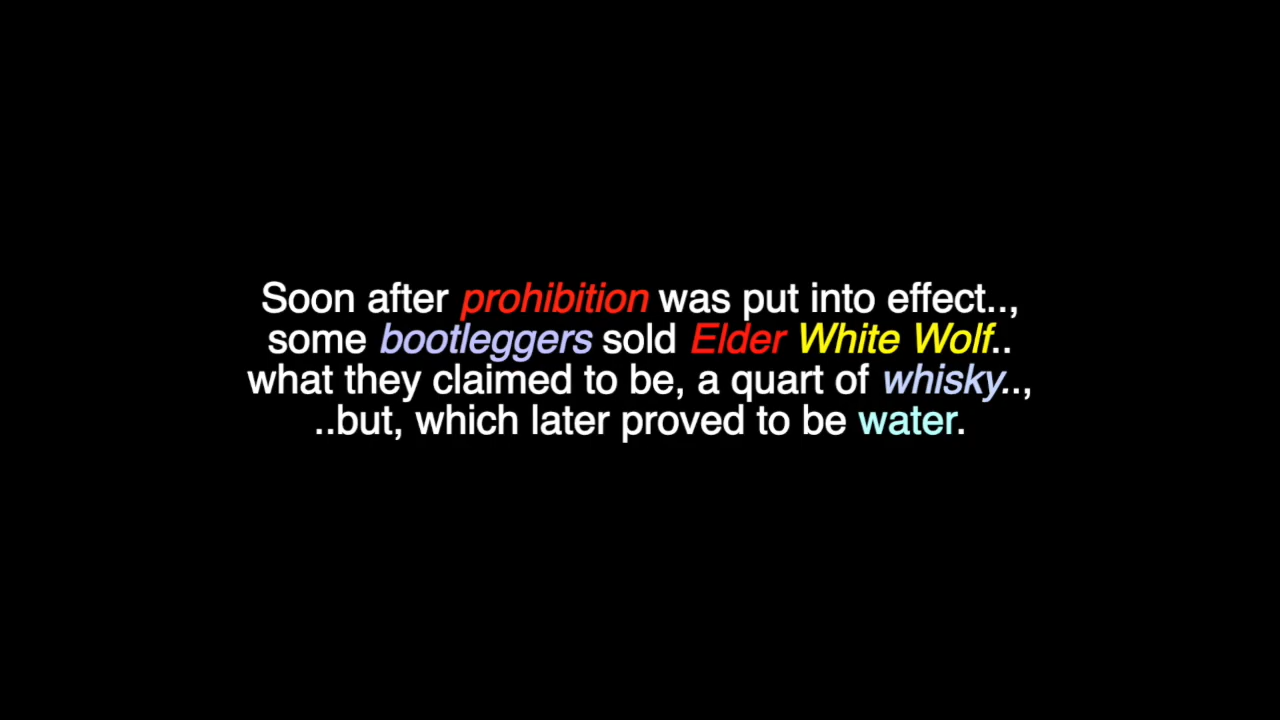 Soon after prohibition was put into effect..,
some bootleggers sold Elder White Wolf..
what they claimed to be, a quart of whisky..,
..but, which later proved to be water.